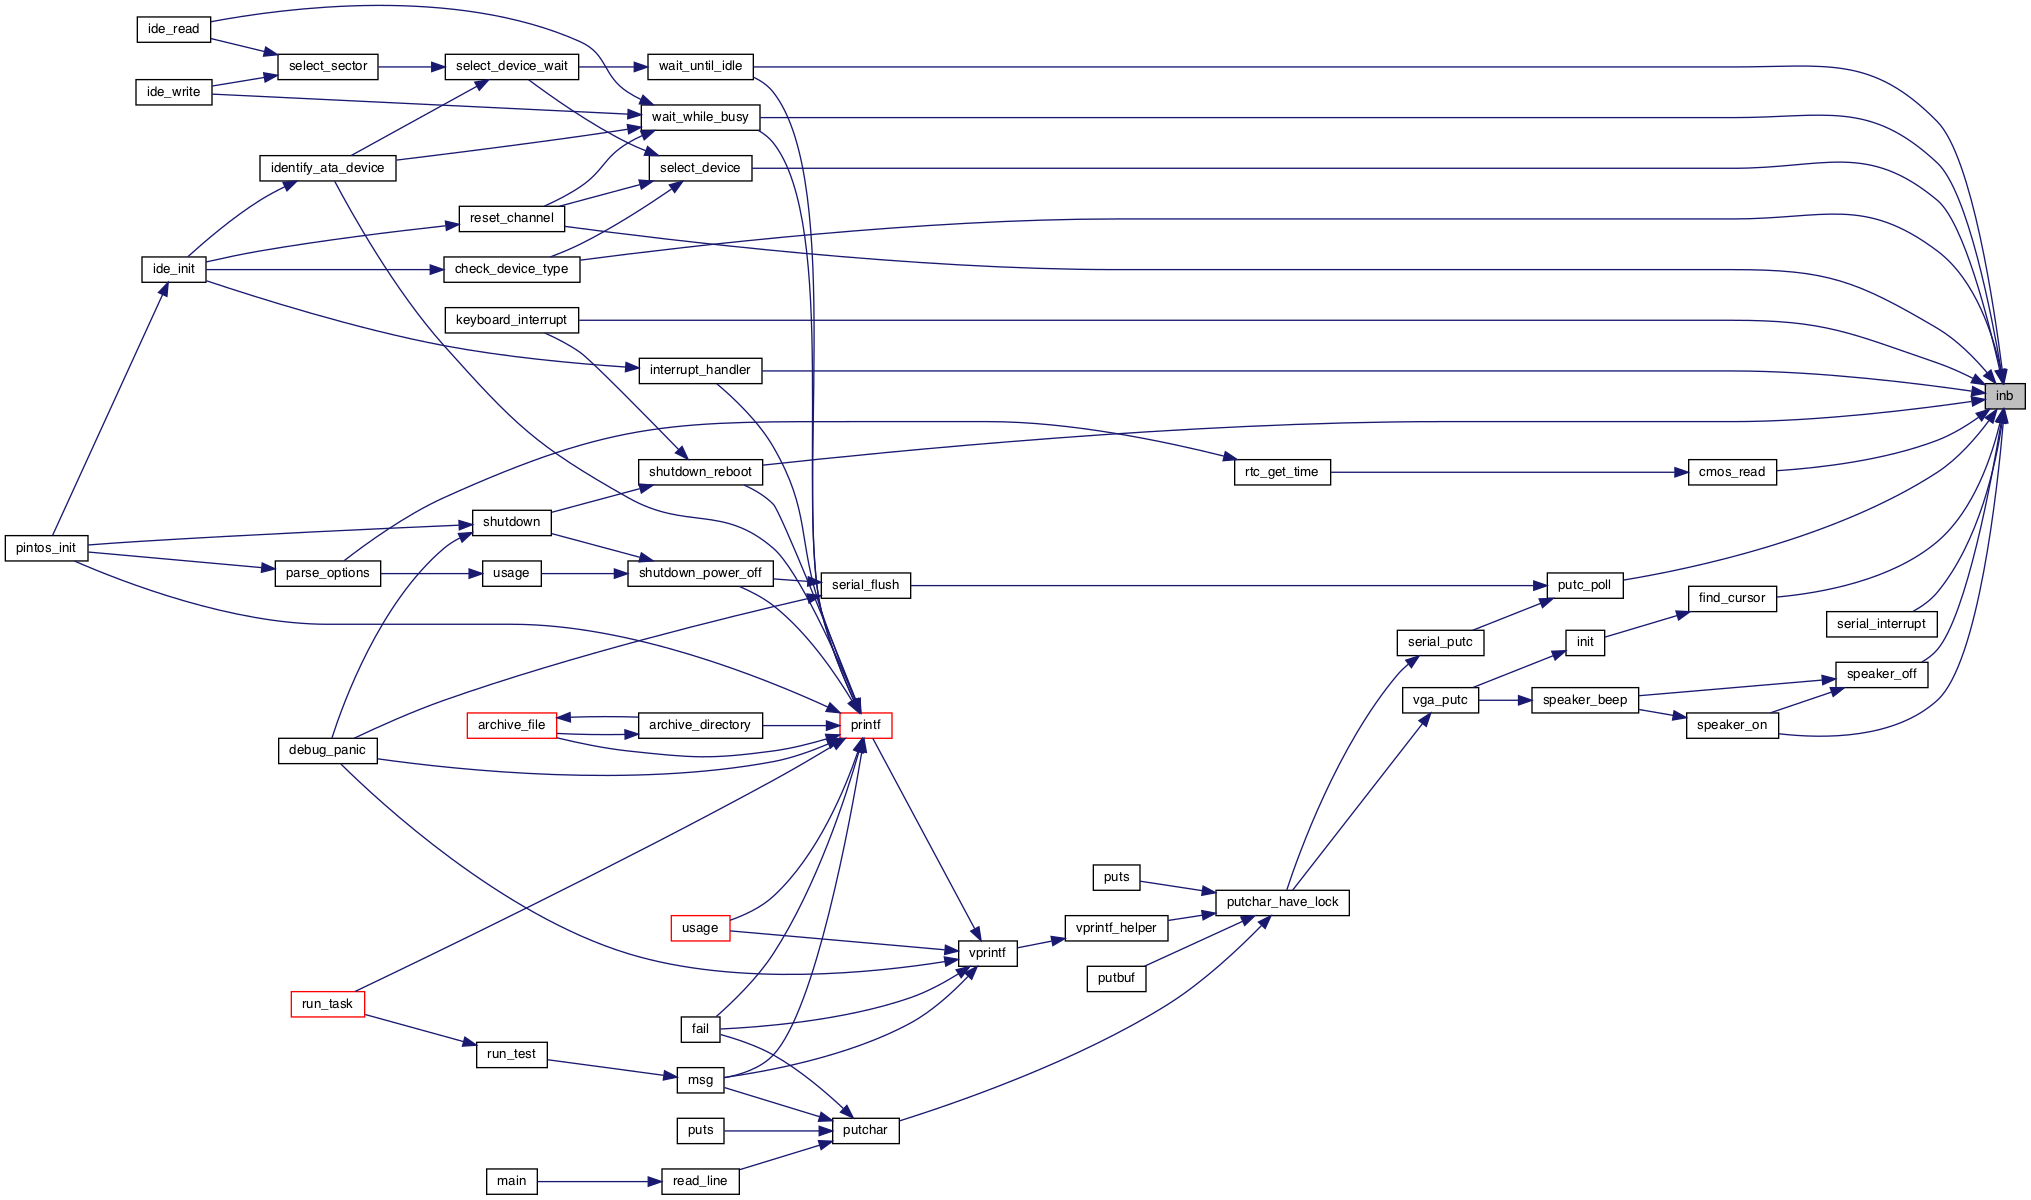 ide_read
select_sector
select_device_wait
wait_until_idle
ide_write
wait_while_busy
identify_ata_device
select_device
reset_channel
ide_init
check_device_type
keyboard_interrupt
interrupt_handler
inb
shutdown_reboot
rtc_get_time
cmos_read
shutdown
pintos_init
parse_options
usage
shutdown_power_off
serial_flush
putc_poll
find_cursor
serial_interrupt
serial_putc
init
speaker_off
vga_putc
speaker_beep
archive_file
archive_directory
printf
speaker_on
debug_panic
puts
putchar_have_lock
usage
vprintf_helper
vprintf
putbuf
run_task
fail
run_test
msg
puts
putchar
main
read_line